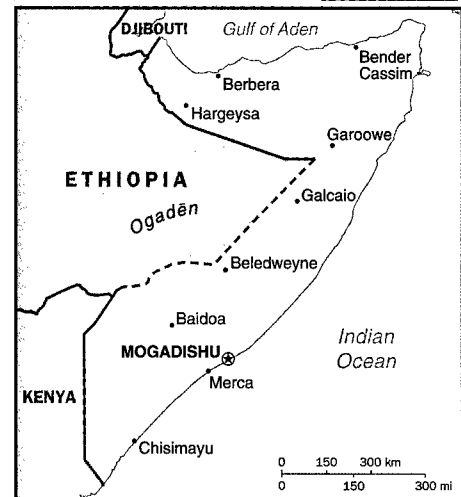 DJIBOUTI
Gulf of Aden
Bender
Cassim
Berbera
Hargeysa
Garoowe
ETHIOPIA
Ogadēn
Galcaio
Beledweyne
Baidoa
Indian
Ocean
MOGADISHU
Merca
KENYA
Chisimayu
0 150 300 km
0 150 300 mi